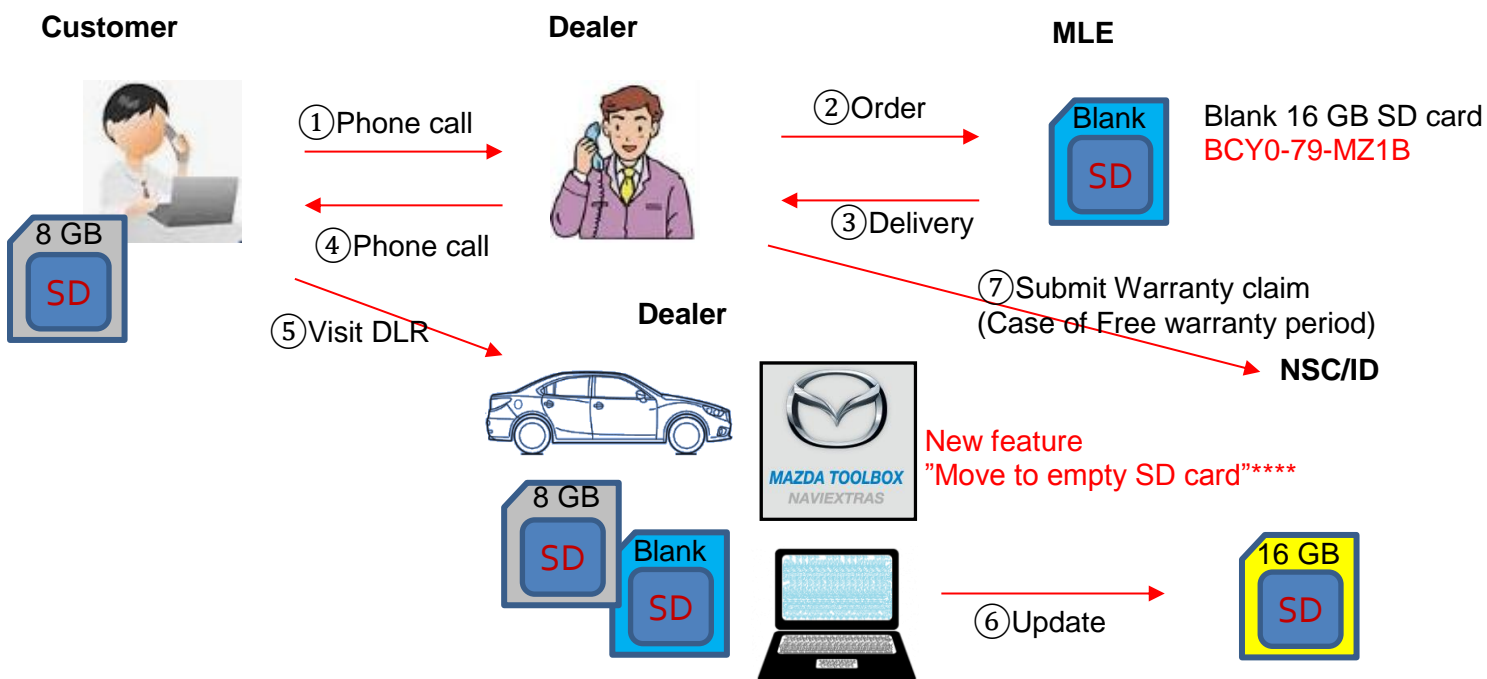 Customer
Dealer
MLE
①Phone call
②Order
Blank
SD
Blank 16 GB SD card
BCY0-79-MZ1B
③Delivery
④Phone call
8 GB
SD
⑤Visit DLR
Dealer
⑦Submit Warranty claim
(Case of Free warranty period)
NSC/ID
MAZDA TOOLBOX
NAVIEXTRAS
New feature
”Move to empty SD card”****
8 GB
SD
Blank
SD
⑥Update
16 GB
SD